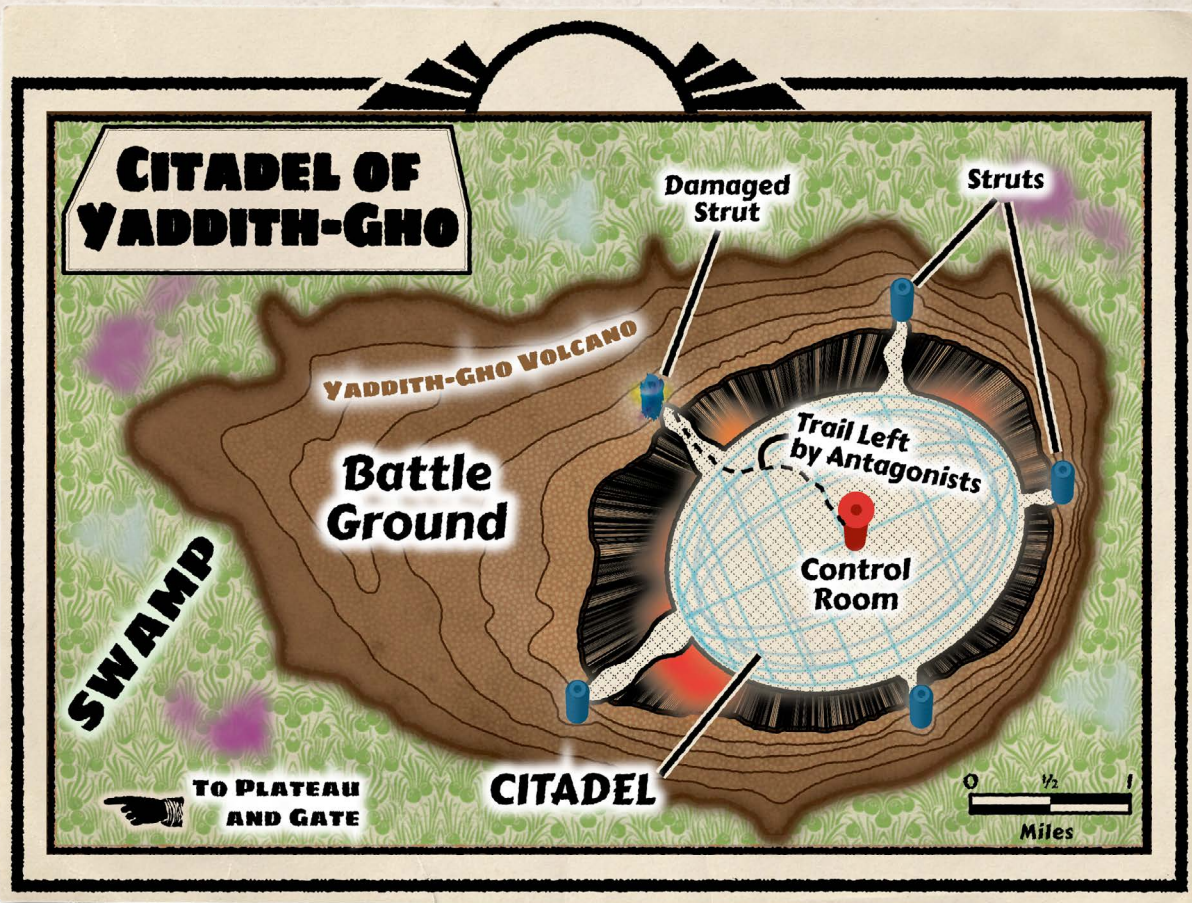 CITADEL OF
YADDITH-GHO
Damaged
Strut
Struts
YADDITH-GHO VOLCANO
Trail Left
by Antagonists
Battle
Ground
Control
Room
SWAMP
CITADEL
TO PLATEAU
AND GATE
0 1/2 1
Miles